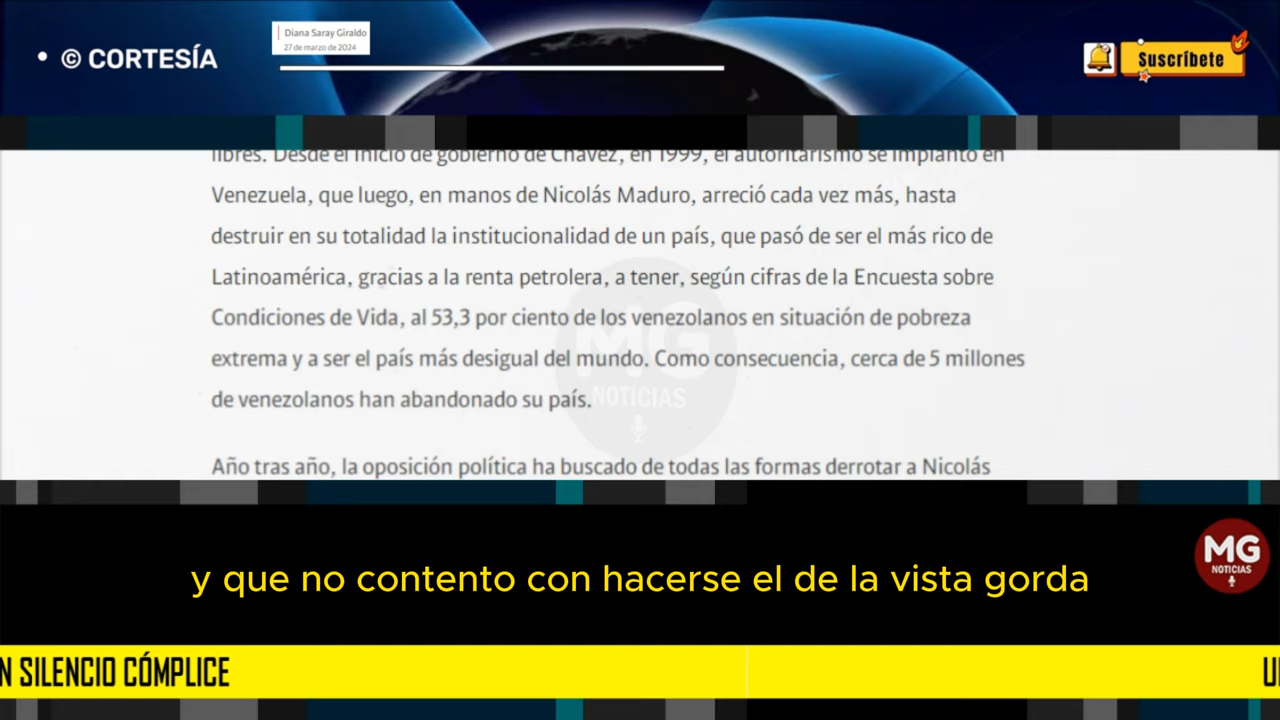 • © CORTESÍA
Diana Saray Giraldo
27 de marzo de 2024
Suscríbete
libres. Desde el inicio de gobierno de Chávez, en 1999, el autoritarismo se implantó en
Venezuela, que luego, en manos de Nicolás Maduro, arreció cada vez más, hasta
destruir en su totalidad la institucionalidad de un país, que pasó de ser el más rico de
Latinoamérica, gracias a la renta petrolera, a tener, según cifras de la Encuesta sobre
Condiciones de Vida, al 53,3 por ciento de los venezolanos en situación de pobreza
extrema y a ser el país más desigual del mundo. Como consecuencia, cerca de 5 millones
de venezolanos han abandonado su país.
Año tras año, la oposición política ha buscado de todas las formas derrotar a Nicolás
MG
NOTICIAS
MG
NOTICIAS
y que no contento con hacerse el de la vista gorda
N SILENCIO CÓMPLICE
U